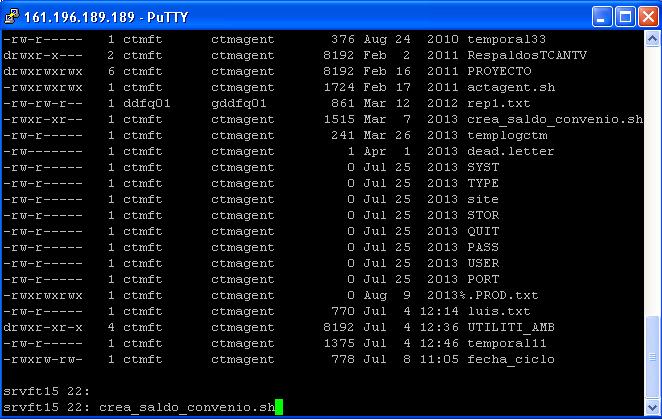 161.196.189.189 - PuTTY
-rw-r----- 1 ctmft ctmagent 376 Aug 24 2010 temporal33
drwxr-x--- 2 ctmft ctmagent 8192 Feb 2 2011 RespaldosTCANTV
drwxrwxrwx 6 ctmft ctmagent 8192 Feb 16 2011 PROYECTO
-rwxrwxrwx 1 ctmft ctmagent 1724 Feb 17 2011 actagent.sh
-rw-rw-r-- 1 ddfq01 gddfq01 861 Mar 12 2012 rep1.txt
-rwxr-xr-- 1 ctmft ctmagent 1515 Mar 7 2013 crea_saldo_convenio.sh
-rw-r----- 1 ctmft ctmagent 241 Mar 26 2013 templogctm
-rw------- 1 ctmft ctmagent 1 Apr 1 2013 dead.letter
-rw-r----- 1 ctmft ctmagent 0 Jul 25 2013 SYST
-rw-r----- 1 ctmft ctmagent 0 Jul 25 2013 TYPE
-rw-r----- 1 ctmft ctmagent 0 Jul 25 2013 site
-rw-r----- 1 ctmft ctmagent 0 Jul 25 2013 STOR
-rw-r----- 1 ctmft ctmagent 0 Jul 25 2013 QUIT
-rw-r----- 1 ctmft ctmagent 0 Jul 25 2013 PASS
-rw-r----- 1 ctmft ctmagent 0 Jul 25 2013 USER
-rw-r----- 1 ctmft ctmagent 0 Jul 25 2013 PORT
-rwxrwxrwx 1 ctmft ctmagent 0 Aug 9 2013%.PROD.txt
-rw-r----- 1 ctmft ctmagent 770 Jul 4 12:14 luis.txt
drwxr-xr-x 4 ctmft ctmagent 8192 Jul 4 12:36 UTILITI_AMB
-rw-r----- 1 ctmft ctmagent 1375 Jul 4 12:46 temporal11
-rwxrw-rw- 1 ctmft ctmagent 778 Jul 8 11:05 fecha_ciclo
srvft15 22:
srvft15 22: crea_saldo_convenio.sh